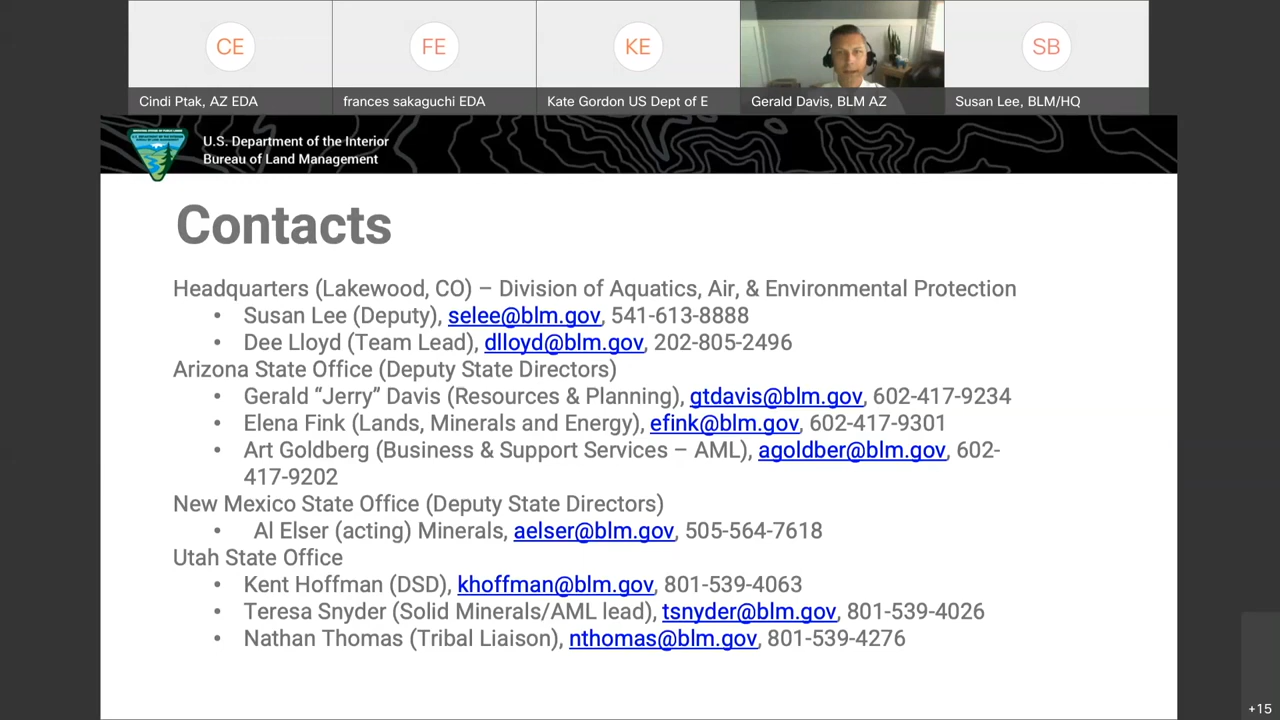 CE
FE
KE
SB
Cindi Ptak, AZ EDA
frances sakaguchi EDA
Kate Gordon US Dept of E
Gerald Davis, BLM AZ
Susan Lee, BLM/HQ
U.S. Department of the Interior
Bureau of Land Management
Contacts
Headquarters (Lakewood, CO) – Division of Aquatics, Air, & Environmental Protection
• Susan Lee (Deputy), selee@blm.gov, 541-613-8888
• Dee Lloyd (Team Lead), dlloyd@blm.gov, 202-805-2496
Arizona State Office (Deputy State Directors)
• Gerald “Jerry” Davis (Resources & Planning), gtdavis@blm.gov, 602-417-9234
• Elena Fink (Lands, Minerals and Energy), efink@blm.gov, 602-417-9301
• Art Goldberg (Business & Support Services – AML), agoldber@blm.gov, 602-
417-9202
New Mexico State Office (Deputy State Directors)
• Al Elser (acting) Minerals, aelser@blm.gov, 505-564-7618
Utah State Office
• Kent Hoffman (DSD), khoffman@blm.gov, 801-539-4063
• Teresa Snyder (Solid Minerals/AML lead), tsnyder@blm.gov, 801-539-4026
• Nathan Thomas (Tribal Liaison), nthomas@blm.gov, 801-539-4276
+15